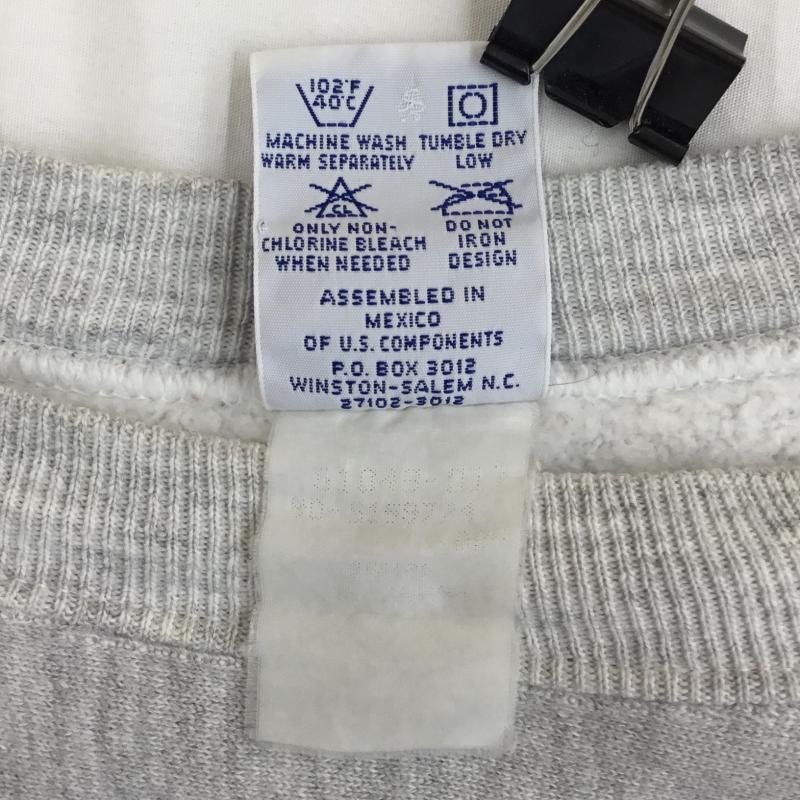 102°F
40°C
MACHINE WASH
WARM SEPARATELY
TUMBLE DRY
LOW
CL
ONLY NON-
CHLORINE BLEACH
WHEN NEEDED
DO NOT
IRON
DESIGN
ASSEMBLED IN
MEXICO
OF U.S. COMPONENTS
P.O. BOX 3012
WINSTON-SALEM N.C.
27102-3012